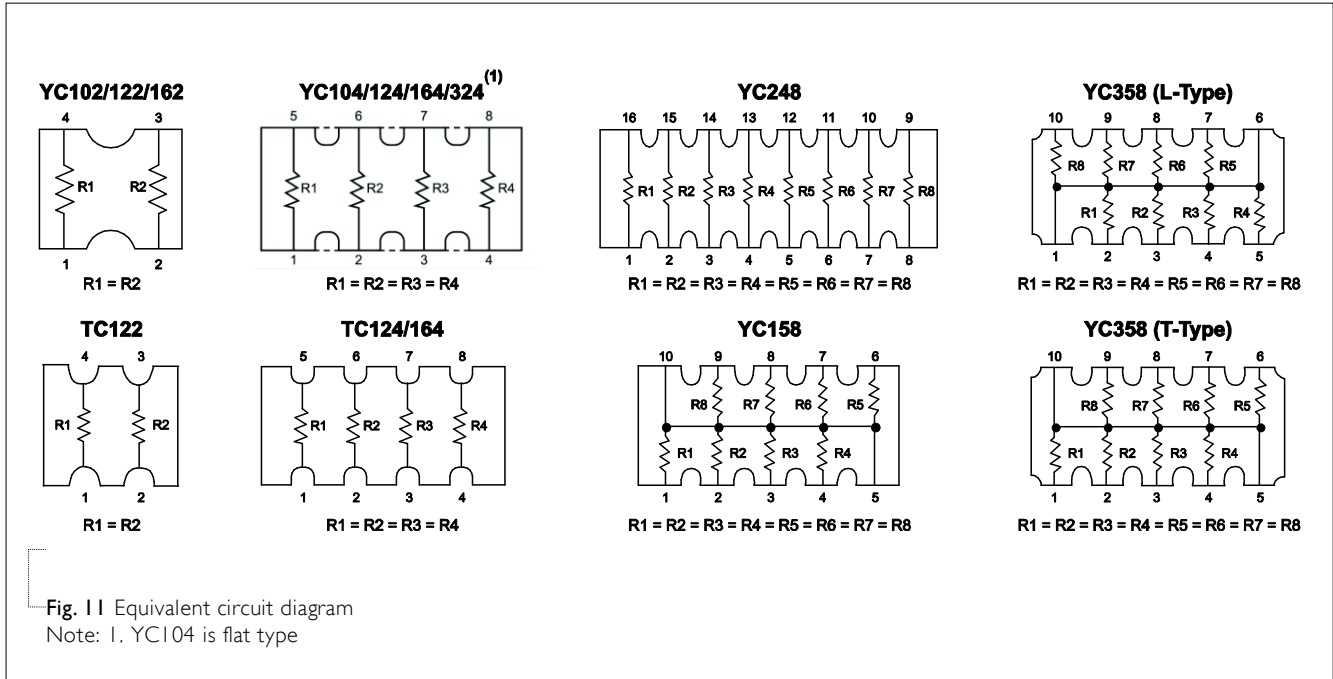 YC102/122/162
4 3
R1 R2
1 2
R1 = R2
YC104/124/164/324(1)
5 6 7 8
R1 R2 R3 R4
1 2 3 4
R1 = R2 = R3 = R4
YC248
16 15 14 13 12 11 10 9
R1 R2 R3 R4 R5 R6 R7 R8
1 2 3 4 5 6 7 8
R1 = R2 = R3 = R4 = R5 = R6 = R7 = R8
YC358 (L-Type)
10 9 8 7 6
R8 R7 R6 R5
R1 R2 R3 R4
1 2 3 4 5
R1 = R2 = R3 = R4 = R5 = R6 = R7 = R8
TC122
4 3
R1 R2
1 2
R1 = R2
TC124/164
5 6 7 8
R1 R2 R3 R4
1 2 3 4
R1 = R2 = R3 = R4
YC158
10 9 8 7 6
R8 R7 R6 R5
R1 R2 R3 R4
1 2 3 4 5
R1 = R2 = R3 = R4 = R5 = R6 = R7 = R8
YC358 (T-Type)
10 9 8 7 6
R8 R7 R6 R5
R1 R2 R3 R4
1 2 3 4 5
R1 = R2 = R3 = R4 = R5 = R6 = R7 = R8
Fig. 11 Equivalent circuit diagram
Note: 1. YC104 is flat type